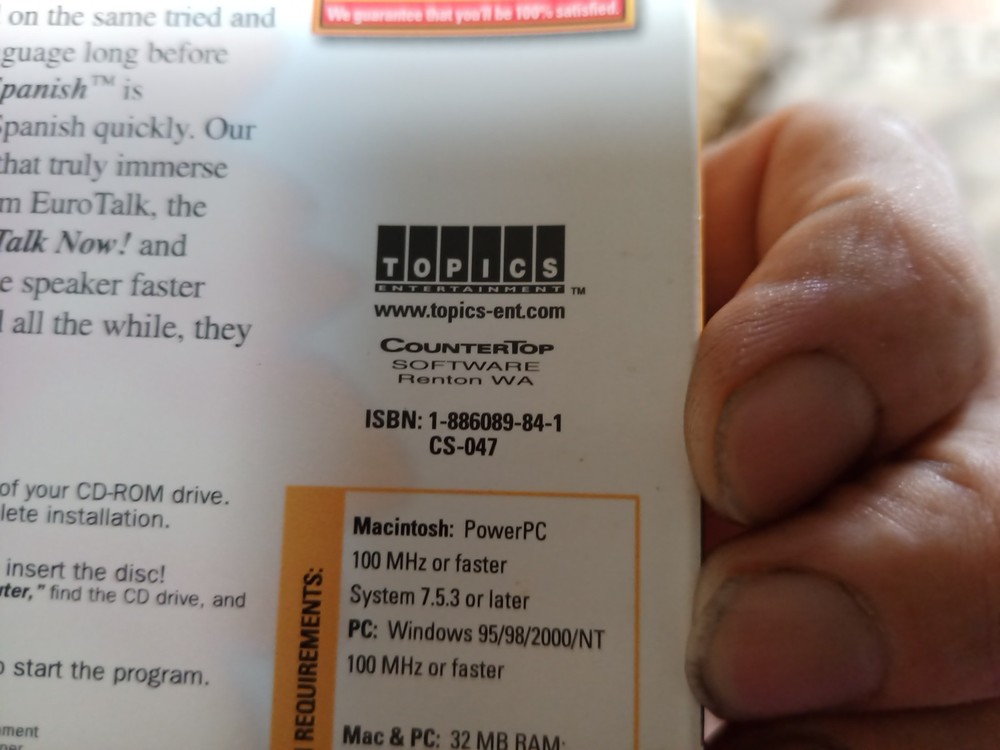 We guarantee that you'll be 100% satisfied.
on the same tried and
guage long before
panish™ is
Spanish quickly. Our
that truly immerse
m EuroTalk, the
Talk Now! and
e speaker faster
l all the while, they
TOPICS
ENTERTAINMENT ™
www.topics-ent.com
COUNTERTOP
SOFTWARE
Renton WA
ISBN: 1-886089-84-1
CS-047
of your CD-ROM drive.
lete installation.
insert the disc!
ter," find the CD drive, and
o start the program.
ment
REQUIREMENTS:
Macintosh: PowerPC
100 MHz or faster
System 7.5.3 or later
PC: Windows 95/98/2000/NT
100 MHz or faster
Mac & PC: 32 MB RAM